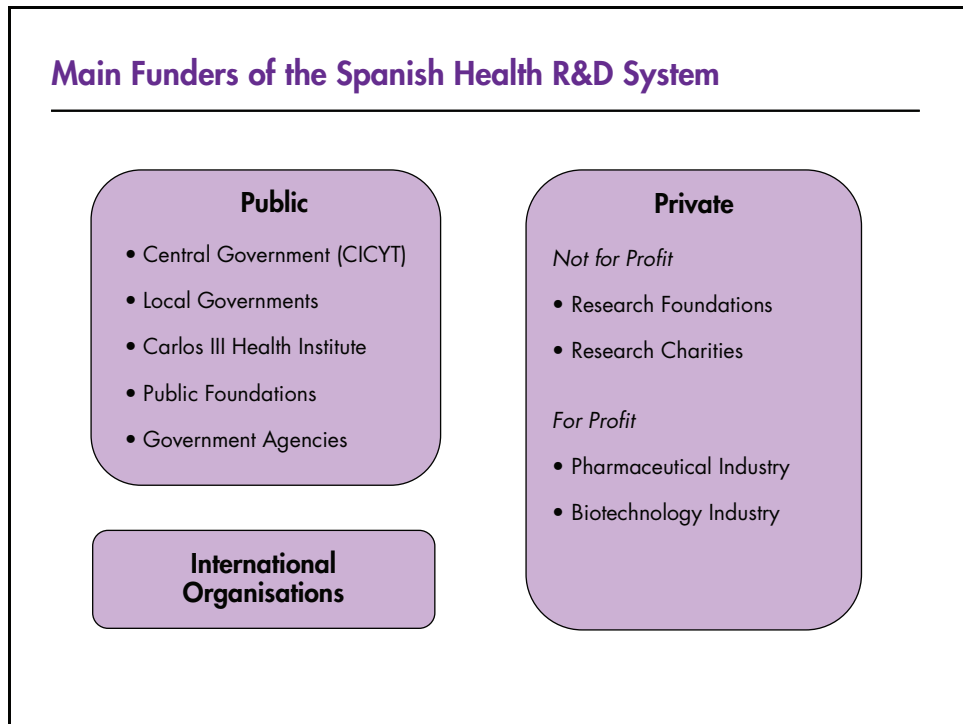 Main Funders of the Spanish Health R&D System
Public
• Central Government (CICYT)
• Local Governments
• Carlos III Health Institute
• Public Foundations
• Government Agencies
International
Organisations
Private
Not for Profit
• Research Foundations
• Research Charities
For Profit
• Pharmaceutical Industry
• Biotechnology Industry